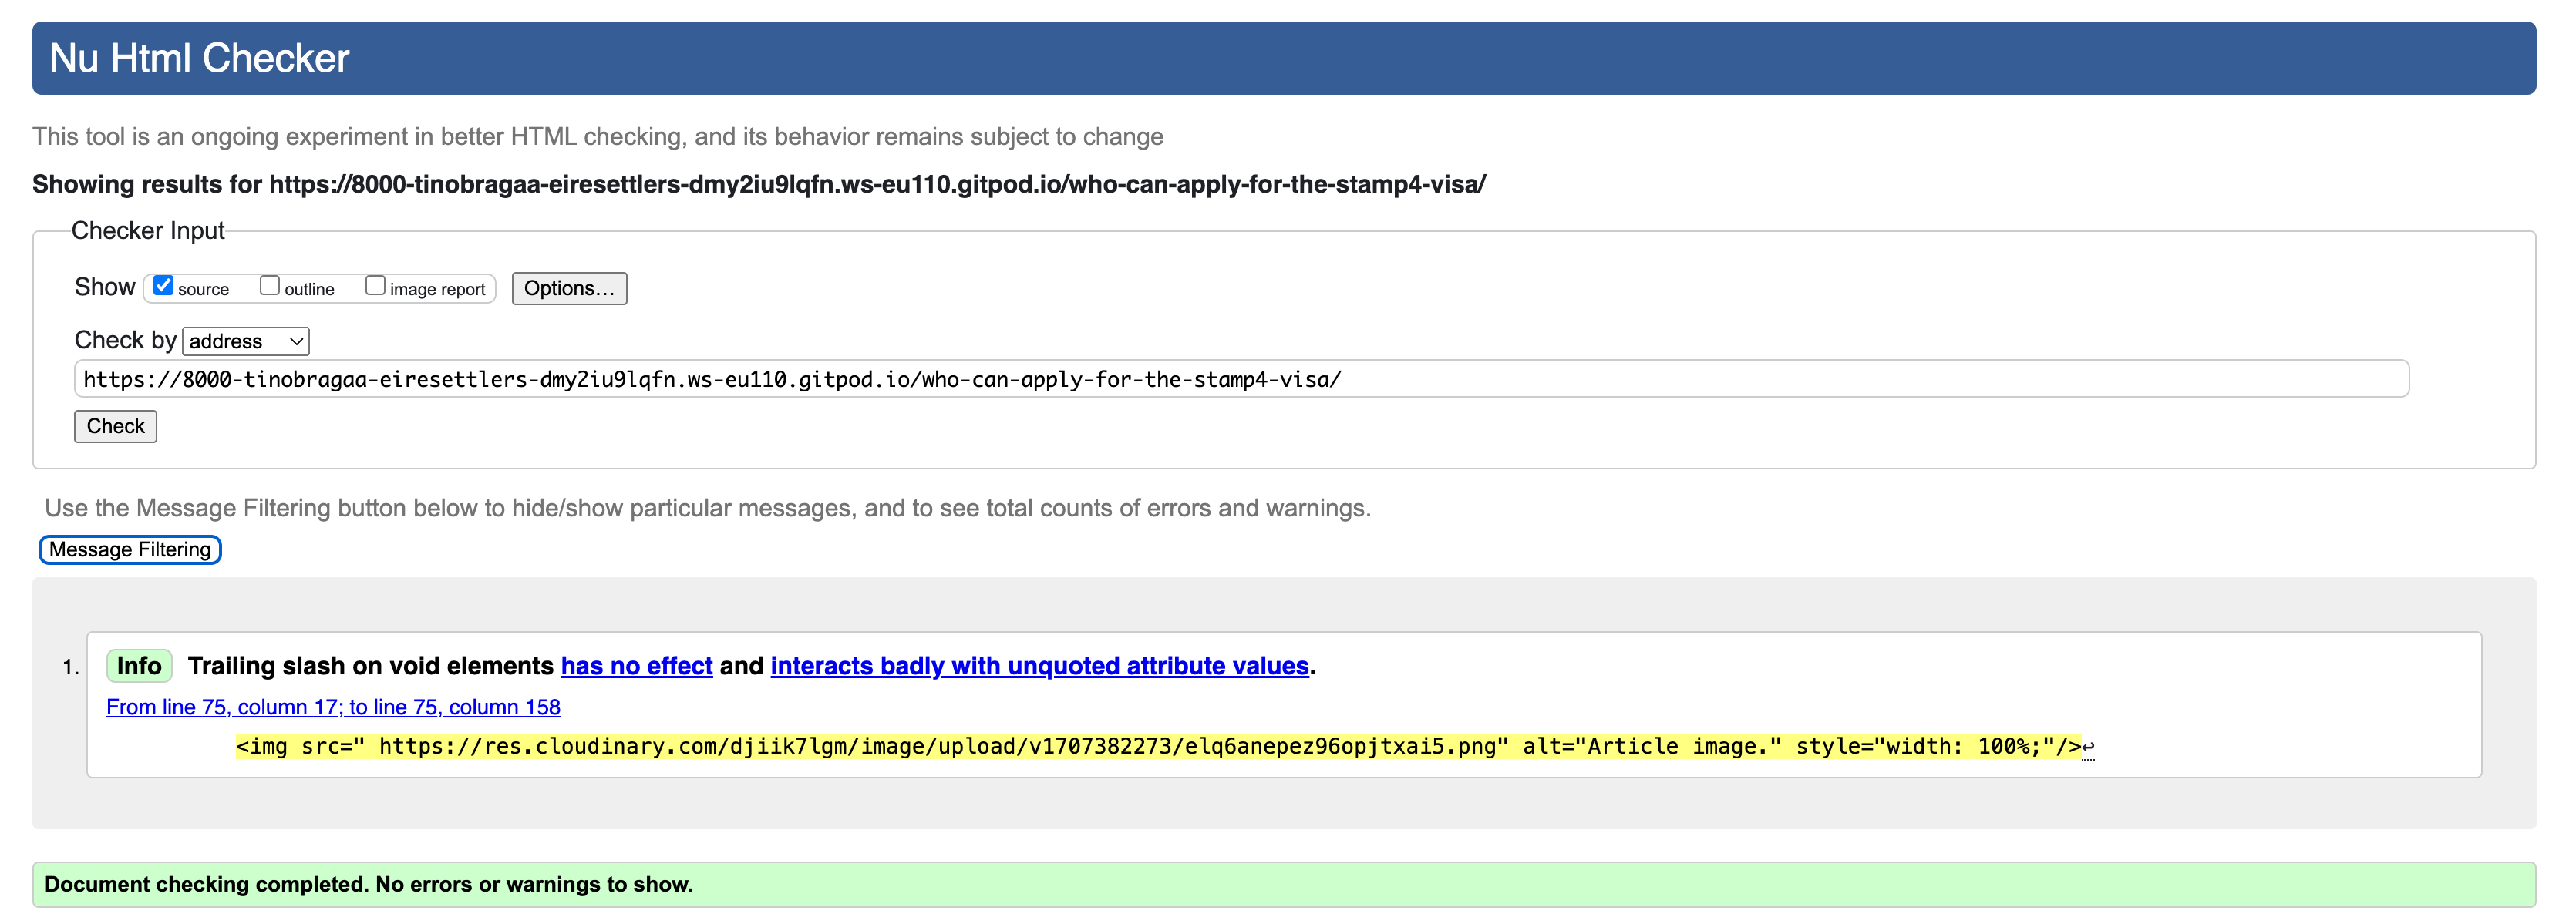 Nu Html Checker
This tool is an ongoing experiment in better HTML checking, and its behavior remains subject to change
Showing results for https://8000-tinobragaa-eiresettlers-dmy2iu9lqfn.ws-eu110.gitpod.io/who-can-apply-for-the-stamp4-visa/
Checker Input
Show source outline image report Options...
Check by address
https://8000-tinobragaa-eiresettlers-dmy2iu9lqfn.ws-eu110.gitpod.io/who-can-apply-for-the-stamp4-visa/
Check
Use the Message Filtering button below to hide/show particular messages, and to see total counts of errors and warnings.
Message Filtering
1. Info Trailing slash on void elements has no effect and interacts badly with unquoted attribute values.
From line 75, column 17; to line 75, column 158
<img src=" https://res.cloudinary.com/djiik7lgm/image/upload/v1707382273/elq6anepez96opjtxai5.png" alt="Article image." style="width: 100%;"/>↩
Document checking completed. No errors or warnings to show.